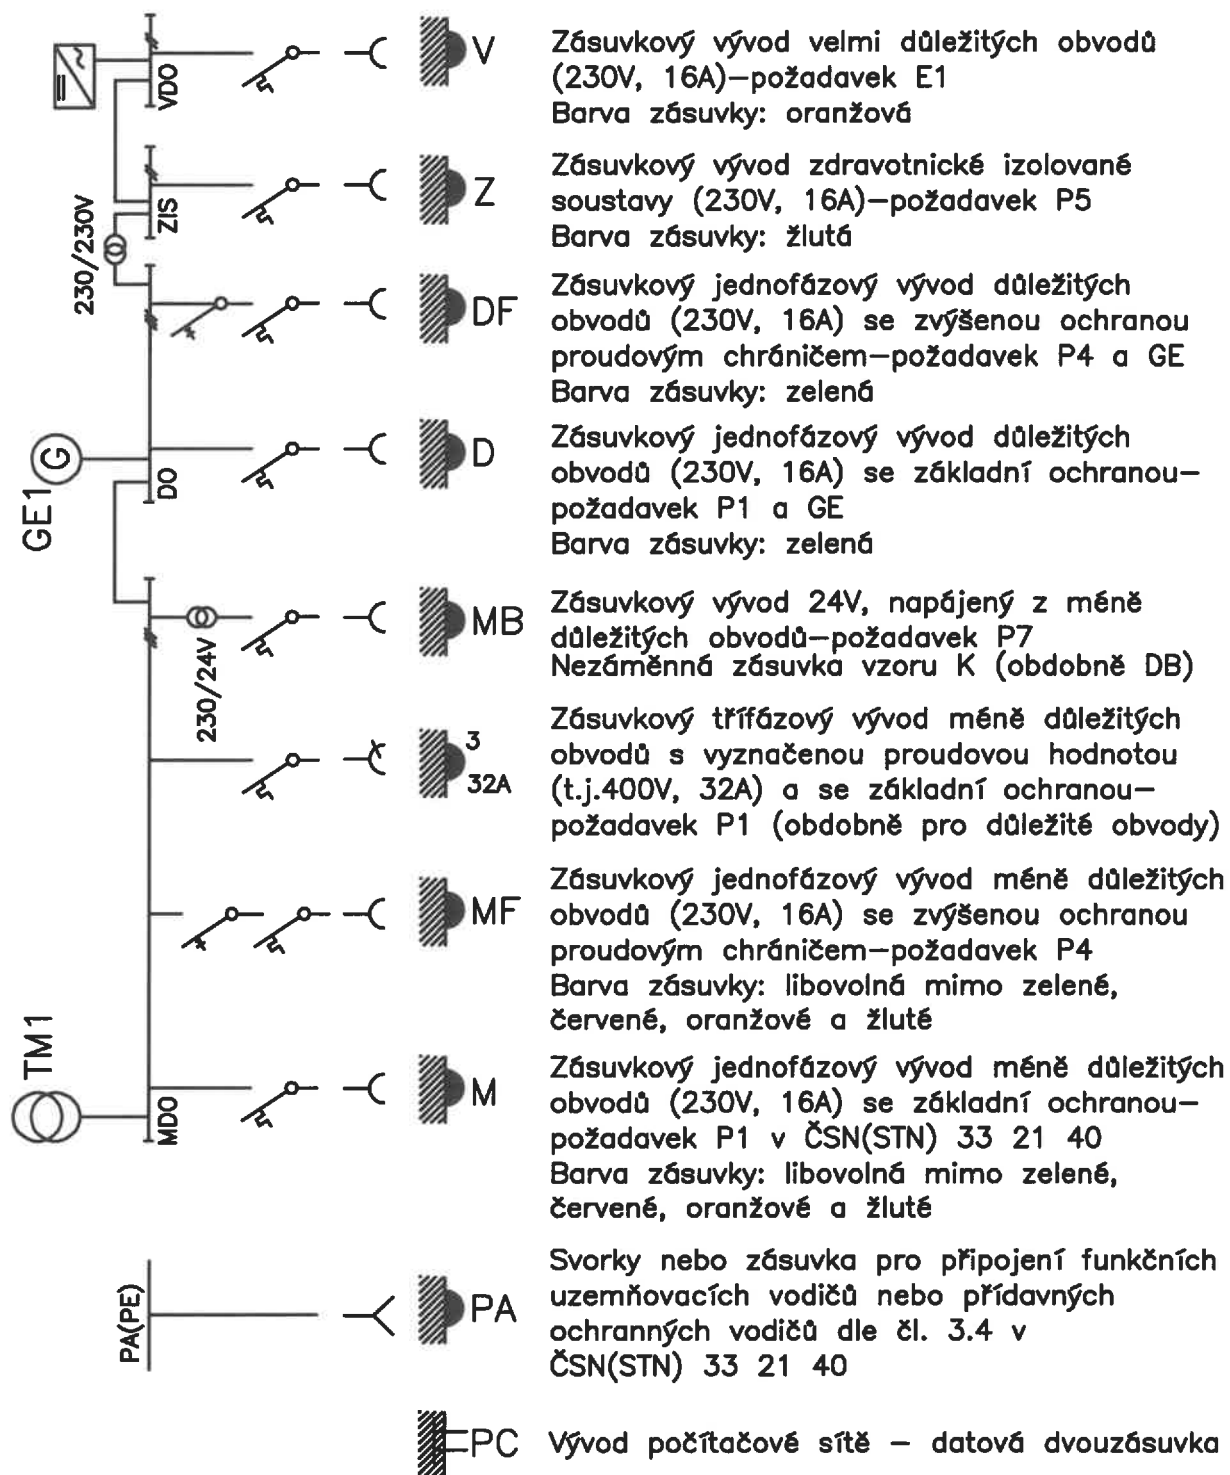 VDO
V
Zásuvkový vývod velmi důležitých obvodů
(230V, 16A)–požadavek E1
Barva zásuvky: oranžová
ZIS
Z
Zásuvkový vývod zdravotnické izolované
soustavy (230V, 16A)–požadavek P5
Barva zásuvky: žlutá
230/230V
DF
Zásuvkový jednofázový vývod důležitých
obvodů (230V, 16A) se zvýšenou ochranou
proudovým chráničem–požadavek P4 a GE
Barva zásuvky: zelená
GE1
G
DO
D
Zásuvkový jednofázový vývod důležitých
obvodů (230V, 16A) se základní ochranou–
požadavek P1 a GE
Barva zásuvky: zelená
230/24V
MB
Zásuvkový vývod 24V, napájený z méně
důležitých obvodů–požadavek P7
Nezáměnná zásuvka vzoru K (obdobně DB)
3
32A
Zásuvkový třífázový vývod méně důležitých
obvodů s vyznačenou proudovou hodnotou
(t.j.400V, 32A) a se základní ochranou–
požadavek P1 (obdobně pro důležité obvody)
MF
Zásuvkový jednofázový vývod méně důležitých
obvodů (230V, 16A) se zvýšenou ochranou
proudovým chráničem–požadavek P4
Barva zásuvky: libovolná mimo zelené,
červené, oranžové a žluté
TM1
MDO
M
Zásuvkový jednofázový vývod méně důležitých
obvodů (230V, 16A) se základní ochranou–
požadavek P1 v ČSN(STN) 33 21 40
Barva zásuvky: libovolná mimo zelené,
červené, oranžové a žluté
PA(PE)
PA
Svorky nebo zásuvka pro připojení funkčních
uzemňovacích vodičů nebo přídavných
ochranných vodičů dle čl. 3.4 v
ČSN(STN) 33 21 40
PC
Vývod počítačové sítě – datová dvouzásuvka